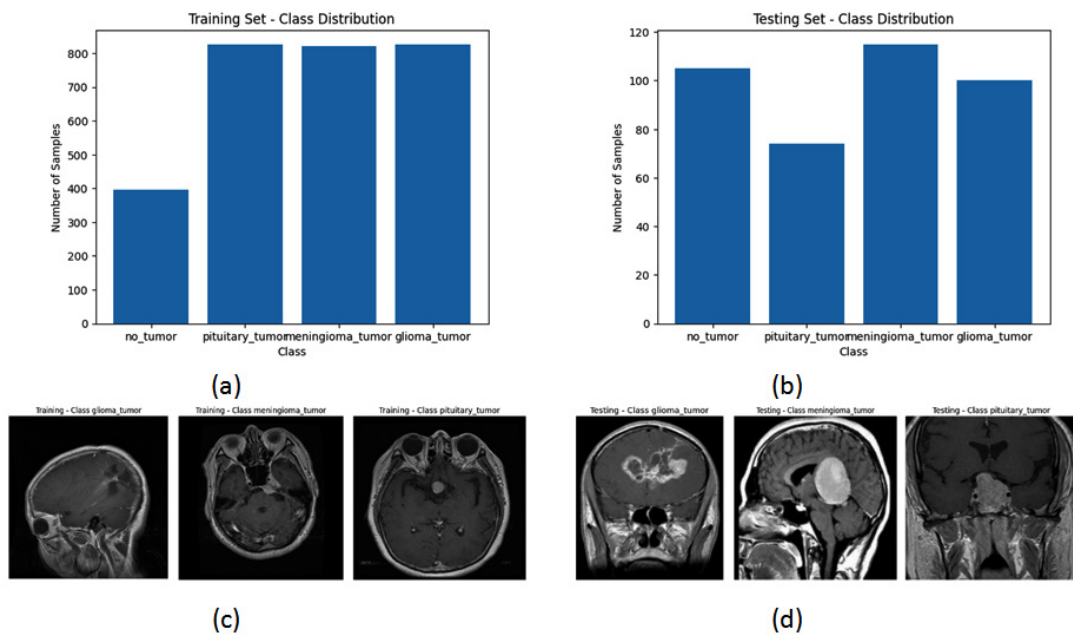 Training Set - Class Distribution
Number of Samples
800
700
600
500
400
300
200
100
0
no_tumor pituitary_tumor meningioma_tumor glioma_tumor
Class
(a)
Testing Set - Class Distribution
Number of Samples
120
100
80
60
40
20
0
no_tumor pituitary_tumor meningioma_tumor glioma_tumor
Class
(b)
Training - Class glioma_tumor
Training - Class meningioma_tumor
Training - Class pituitary_tumor
(c)
Testing - Class glioma_tumor
Testing - Class meningioma_tumor
Testing - Class pituitary_tumor
(d)